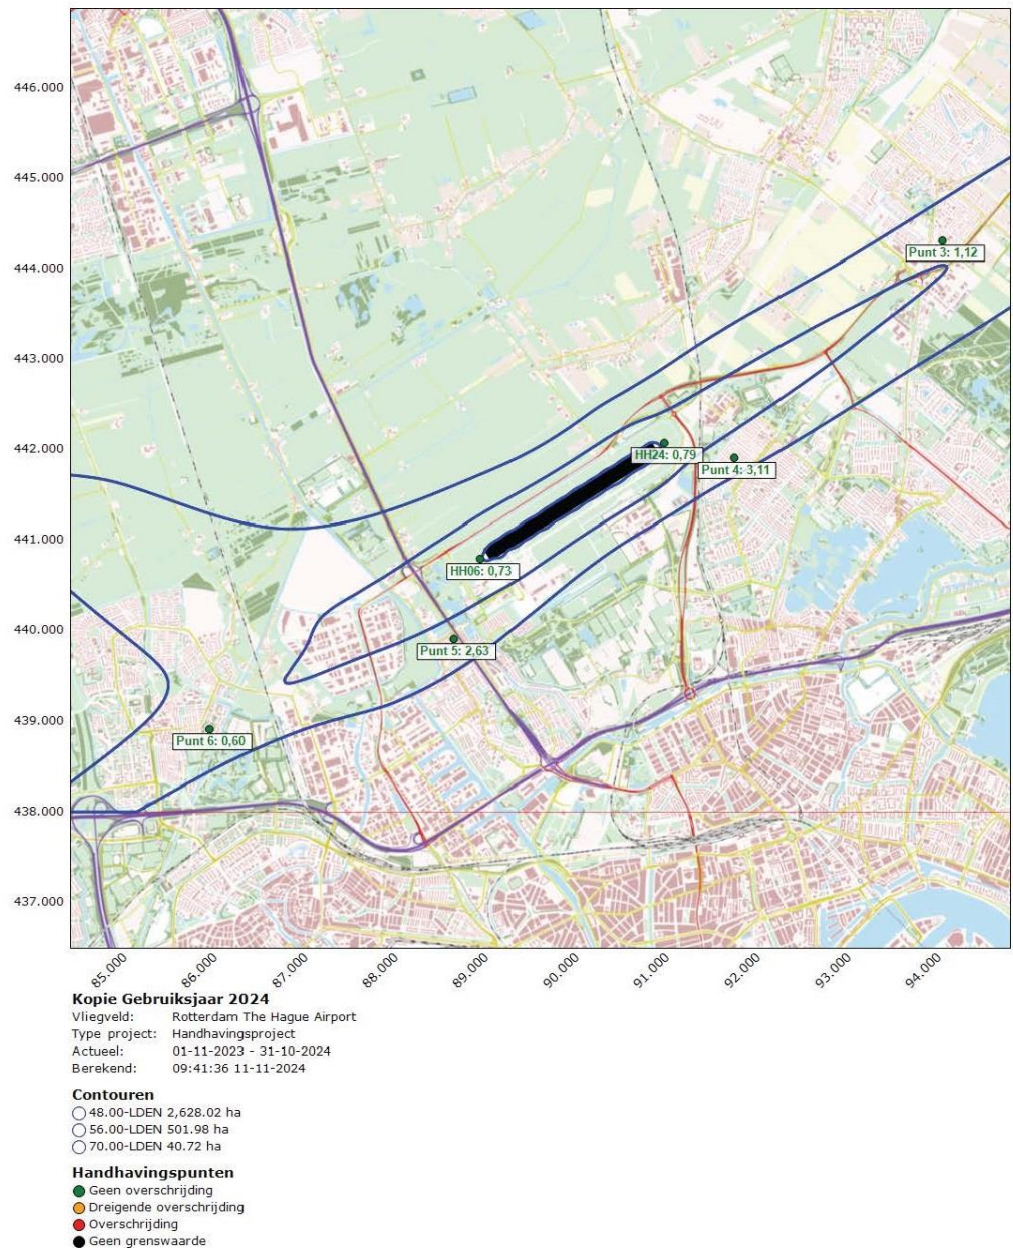 446.000
445.000
444.000
443.000
442.000
441.000
440.000
439.000
438.000
437.000
Punt 3: 1,12
HH24: 0,79
Punt 4: 3,11
HH06: 0,73
Punt 5: 2,63
Punt 6: 0,60
85.000
86.000
87.000
88.000
89.000
90.000
91.000
92.000
93.000
94.000
Kopie Gebruiksjaar 2024
Vliegveld: Rotterdam The Hague Airport
Type project: Handhavingsproject
Actueel: 01-11-2023 - 31-10-2024
Berekend: 09:41:36 11-11-2024
Contouren
48.00-LDEN 2,628.02 ha
56.00-LDEN 501.98 ha
70.00-LDEN 40.72 ha
Handhavingspunten
Geen overschrijding
Dreigende overschrijding
Overschrijding
Geen grenswaarde